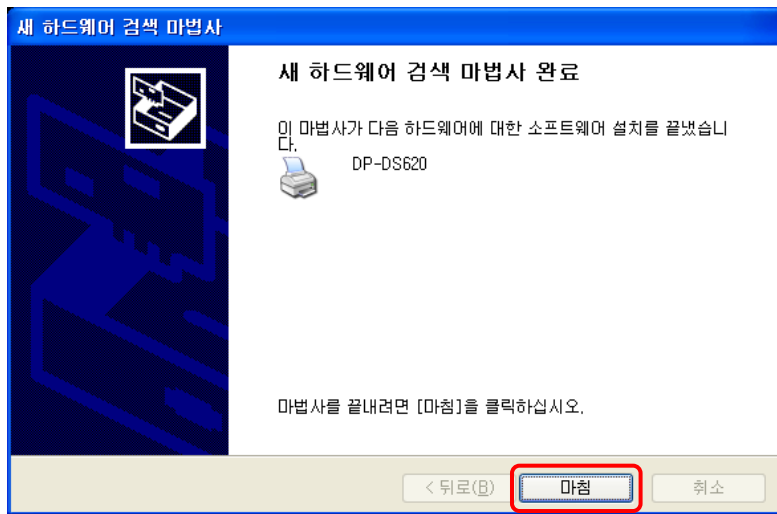 새 하드웨어 검색 마법사
새 하드웨어 검색 마법사 완료
이 마법사가 다음 하드웨어에 대한 소프트웨어 설치를 끝냈습니
다.
DP-DS620
마법사를 끝내려면 [마침]을 클릭하십시오.
< 뒤로(B) 마침 취소